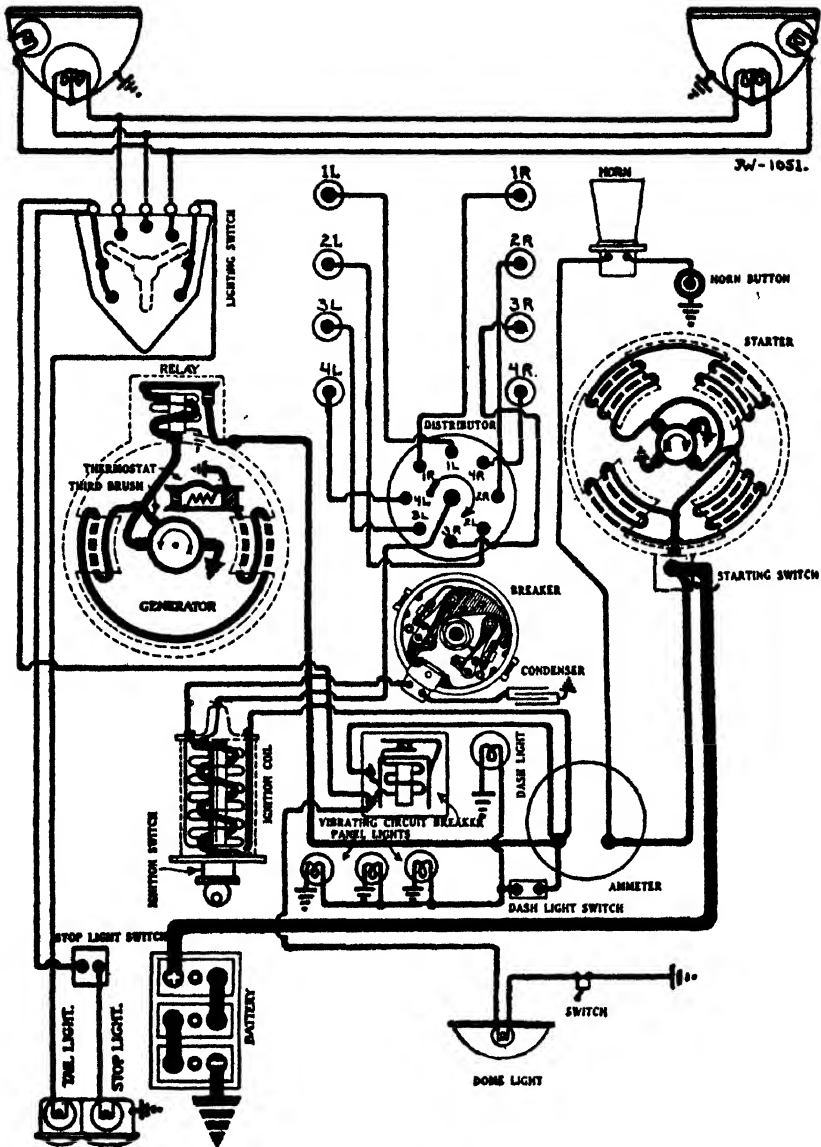 JW-1051.
1L
1R
HORN
LIGHTING SWITCH
2L
2R
HORN BUTTON
3L
3R
STARTER
RELAY
4L
4R.
DISTRIBUTOR
1R
1L
4R
4L
2R
3L
3R
2L
THERMOSTAT
THIRD BRUSH
GENERATOR
STARTING SWITCH
BREAKER
CONDENSER
IGNITION COIL
DASH LIGHT
VIBRATING CIRCUIT BREAKER
PANEL LIGHTS
IGNITION SWITCH
AMMETER
DASH LIGHT SWITCH
STOP LIGHT SWITCH
BATTERY
SWITCH
TAIL LIGHT.
STOP LIGHT.
DOME LIGHT